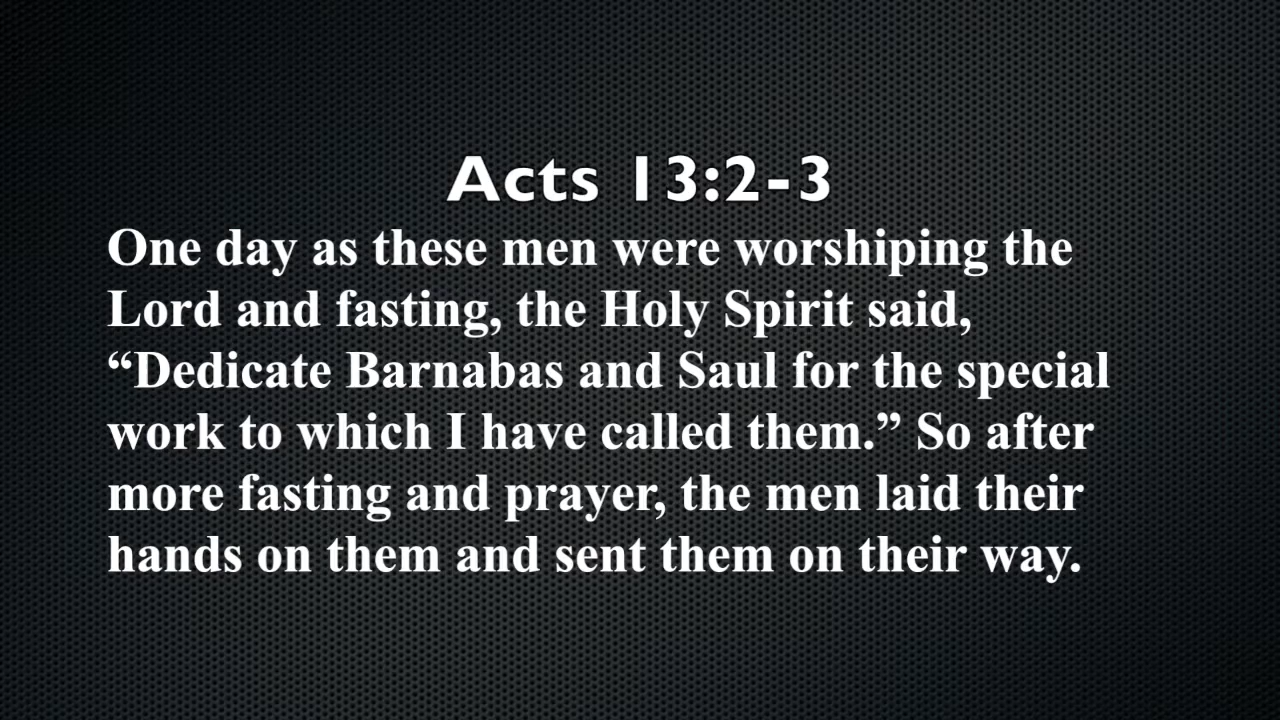 Acts 13:2-3
One day as these men were worshiping the
Lord and fasting, the Holy Spirit said,
“Dedicate Barnabas and Saul for the special
work to which I have called them.” So after
more fasting and prayer, the men laid their
hands on them and sent them on their way.